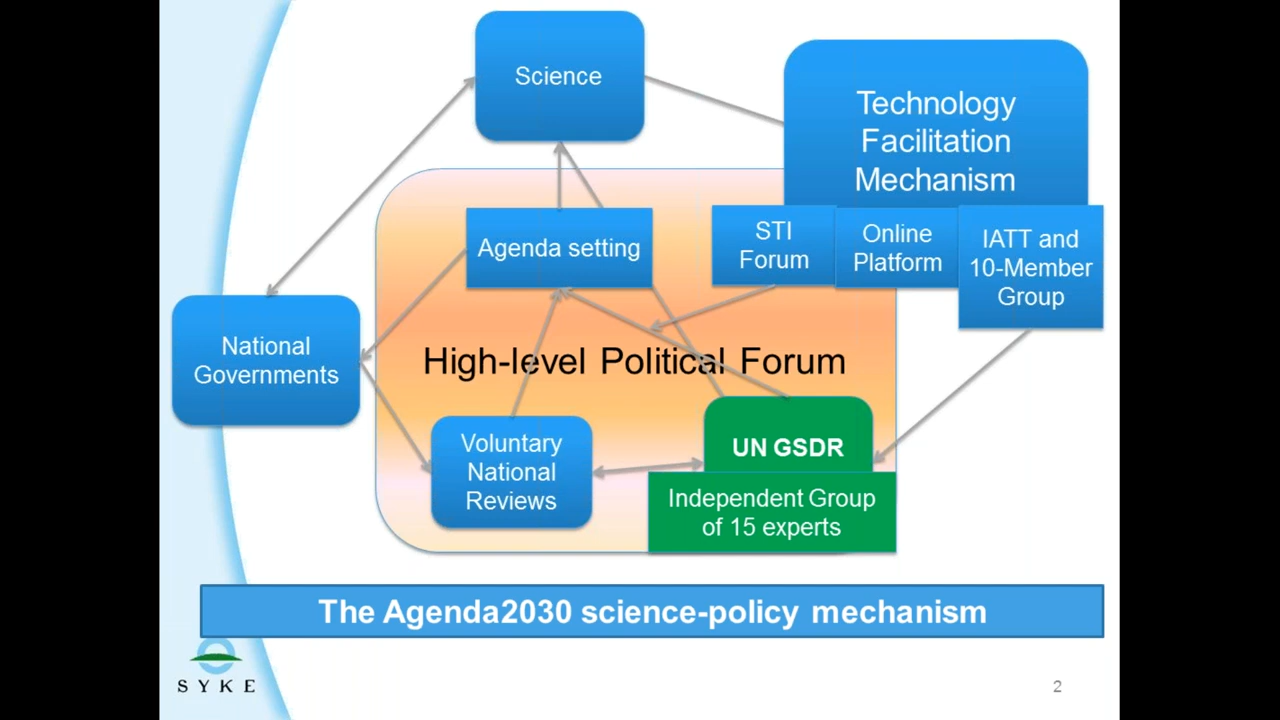 Science
Technology
Facilitation
Mechanism
Agenda setting
STI
Forum
Online
Platform
IATT and
10-Member
Group
National
Governments
High-level Political Forum
Voluntary
National
Reviews
UN GSDR
Independent Group
of 15 experts
The Agenda2030 science-policy mechanism
SYKE
2